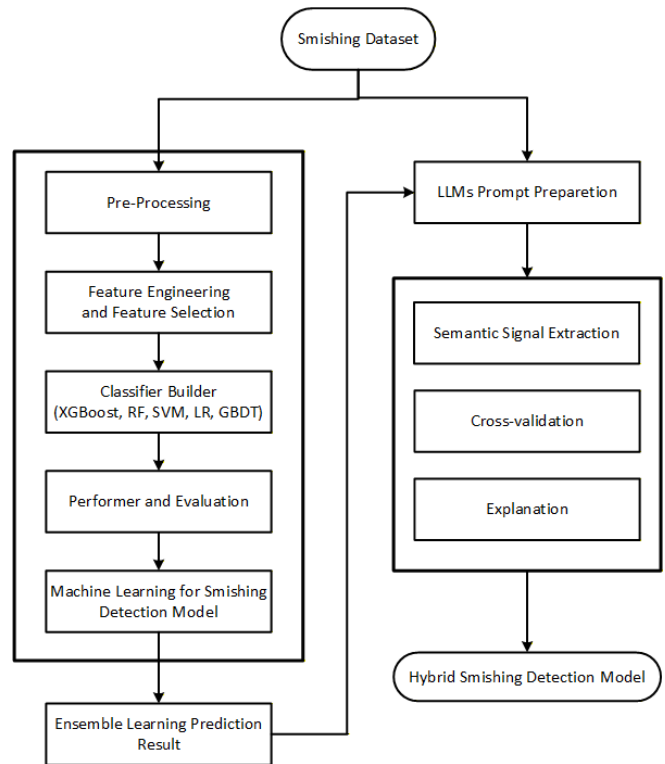 Smishing Dataset
Pre-Processing
Feature Engineering
and Feature Selection
Classifier Builder
(XGBoost, RF, SVM, LR, GBDT)
Performer and Evaluation
Machine Learning for Smishing
Detection Model
Ensemble Learning Prediction
Result
LLMs Prompt Preparetion
Semantic Signal Extraction
Cross-validation
Explanation
Hybrid Smishing Detection Model